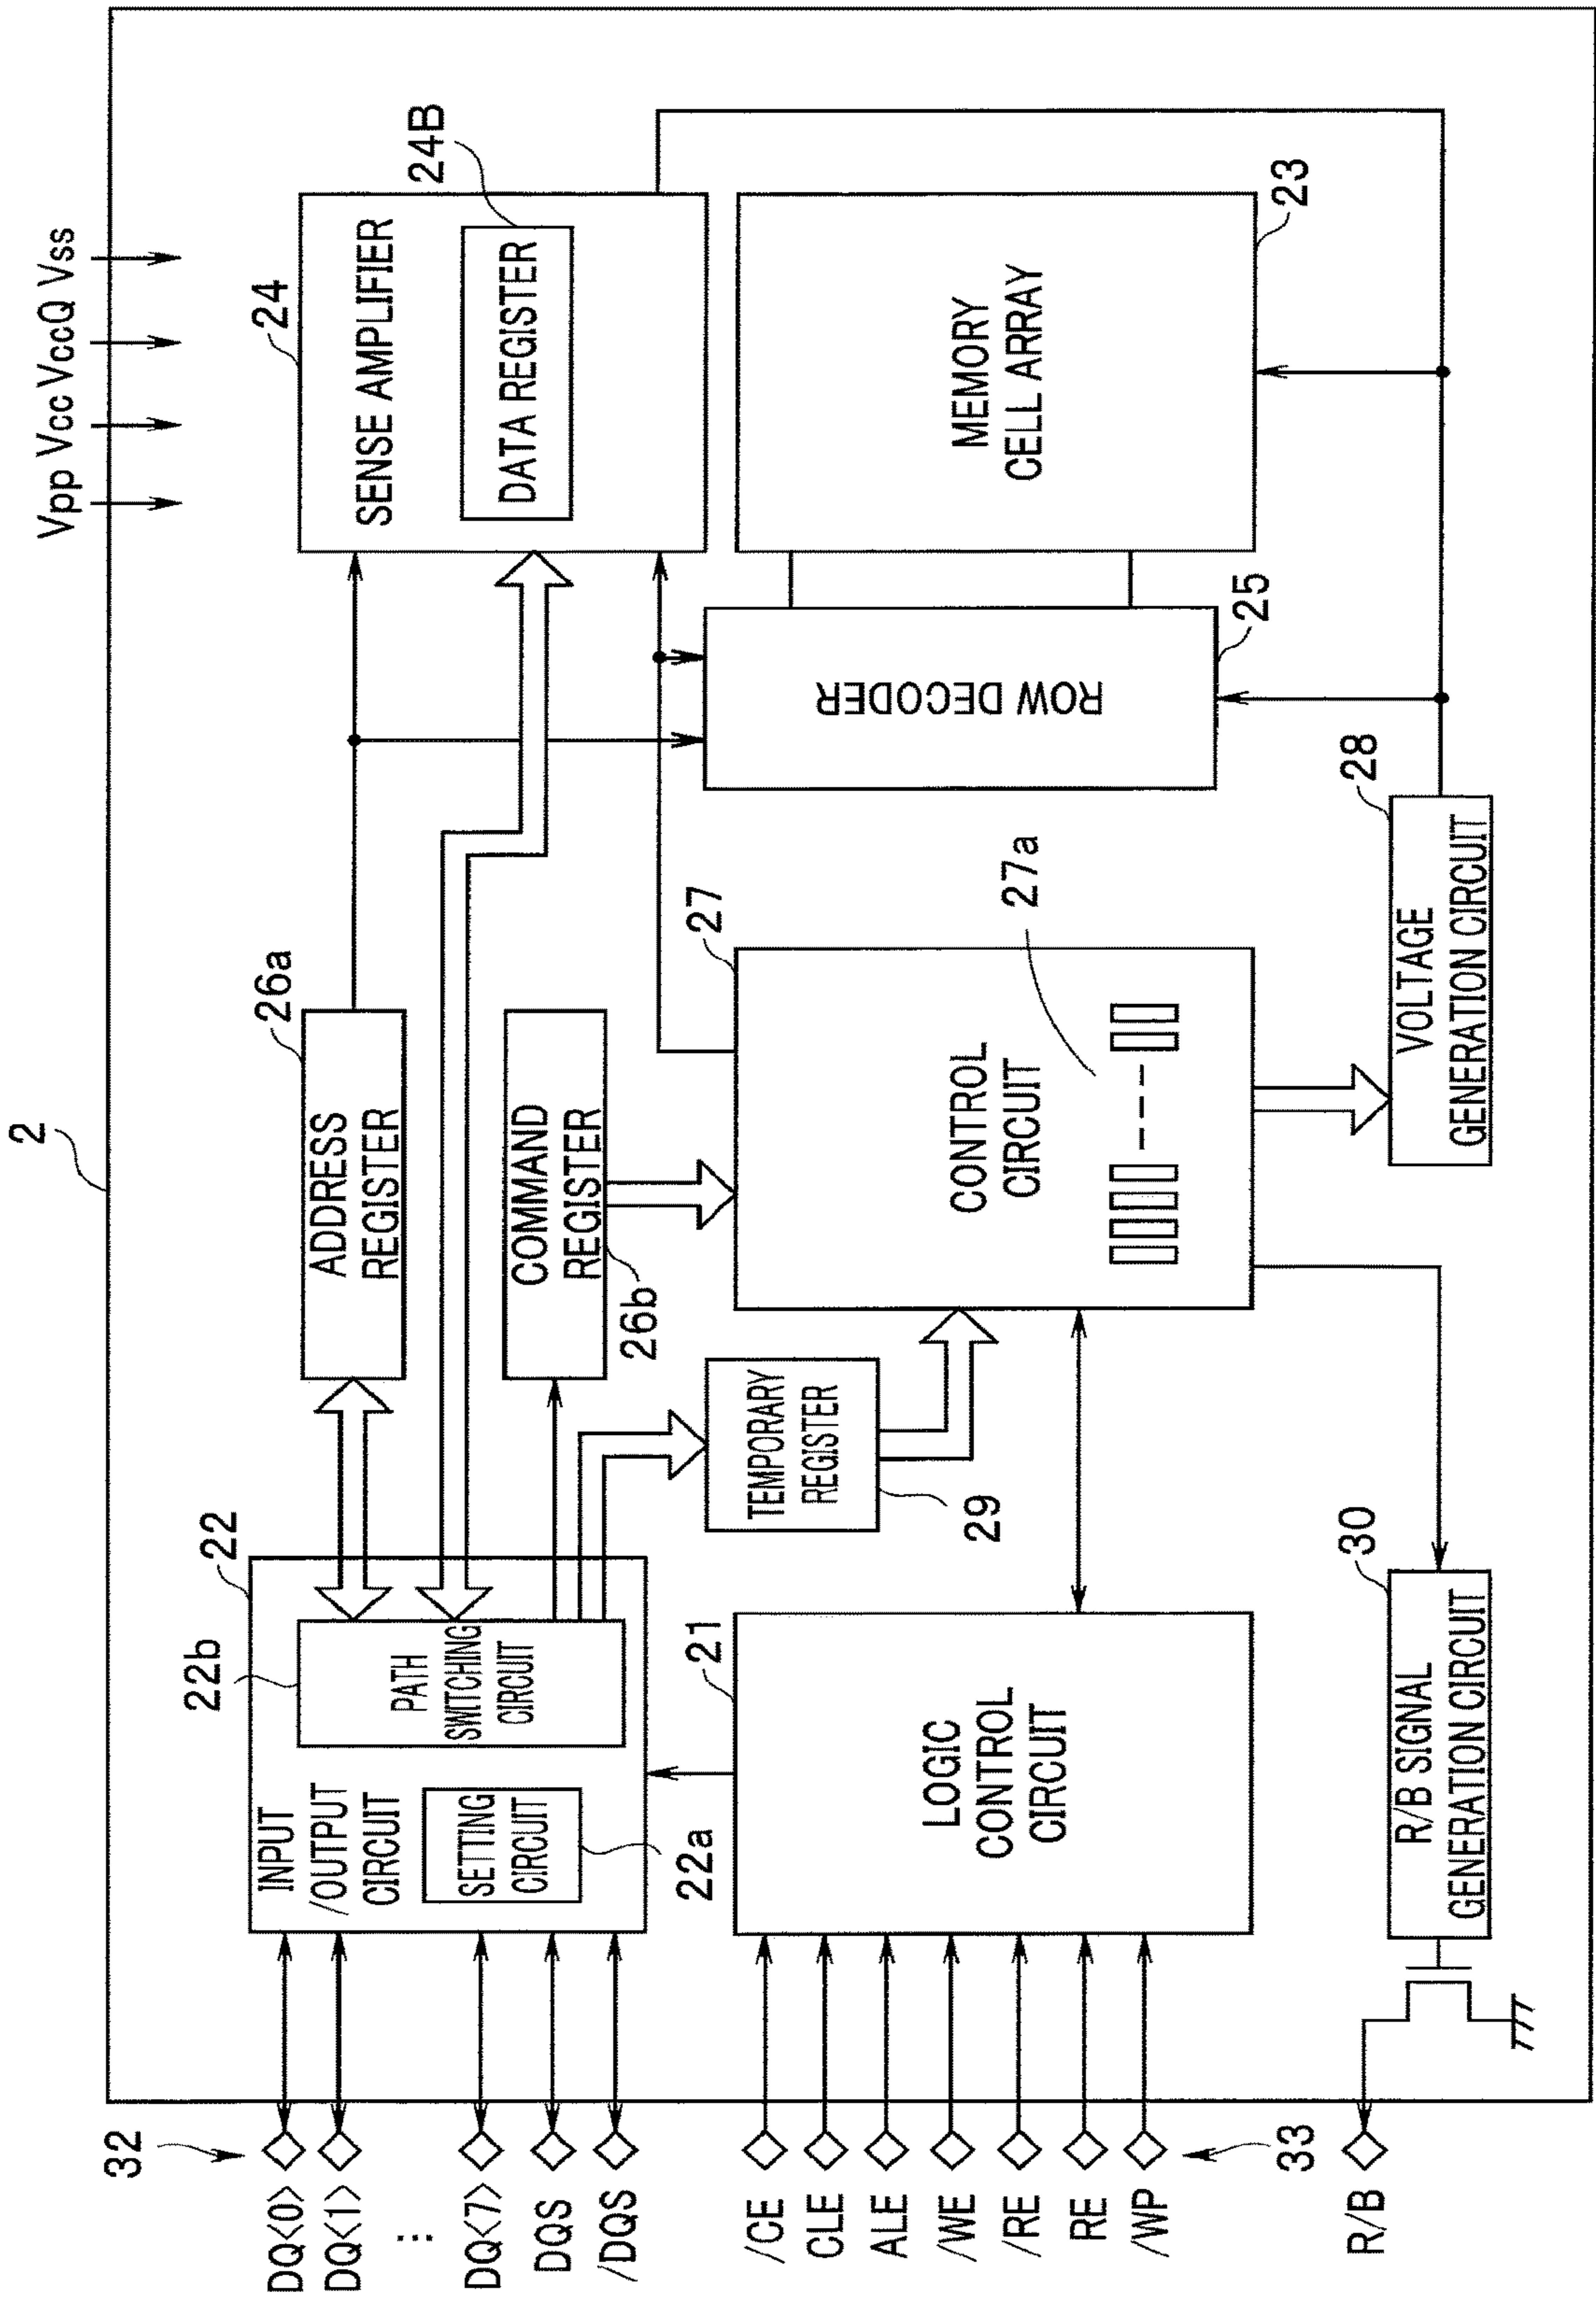 2
Vpp Vcc VccQ Vss
32
DQ<0>
DQ<1>
...
DQ<7>
DQS
/DQS
22
INPUT
/OUTPUT
CIRCUIT
22b
PATH
SWITCHING
CIRCUIT
SETTING
CIRCUIT
22a
26a
ADDRESS
REGISTER
COMMAND
REGISTER
26b
24
SENSE AMPLIFIER
24B
DATA REGISTER
TEMPORARY
REGISTER
29
/CE
CLE
ALE
/WE
/RE
RE
/WP
33
21
LOGIC
CONTROL
CIRCUIT
27
CONTROL
CIRCUIT
27a
ROW DECODER
25
MEMORY
CELL ARRAY
23
R/B
30
R/B SIGNAL
GENERATION CIRCUIT
28
VOLTAGE
GENERATION CIRCUIT